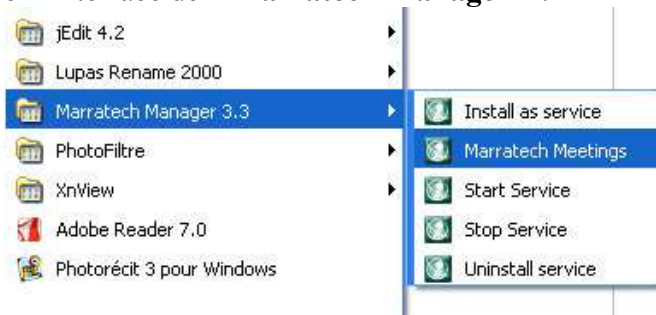 jEdit 4.2
Lupas Rename 2000
Marratech Manager 3.3
PhotoFiltre
XnView
Adobe Reader 7.0
Photorécit 3 pour Windows
Install as service
Marratech Meetings
Start Service
Stop Service
Uninstall service